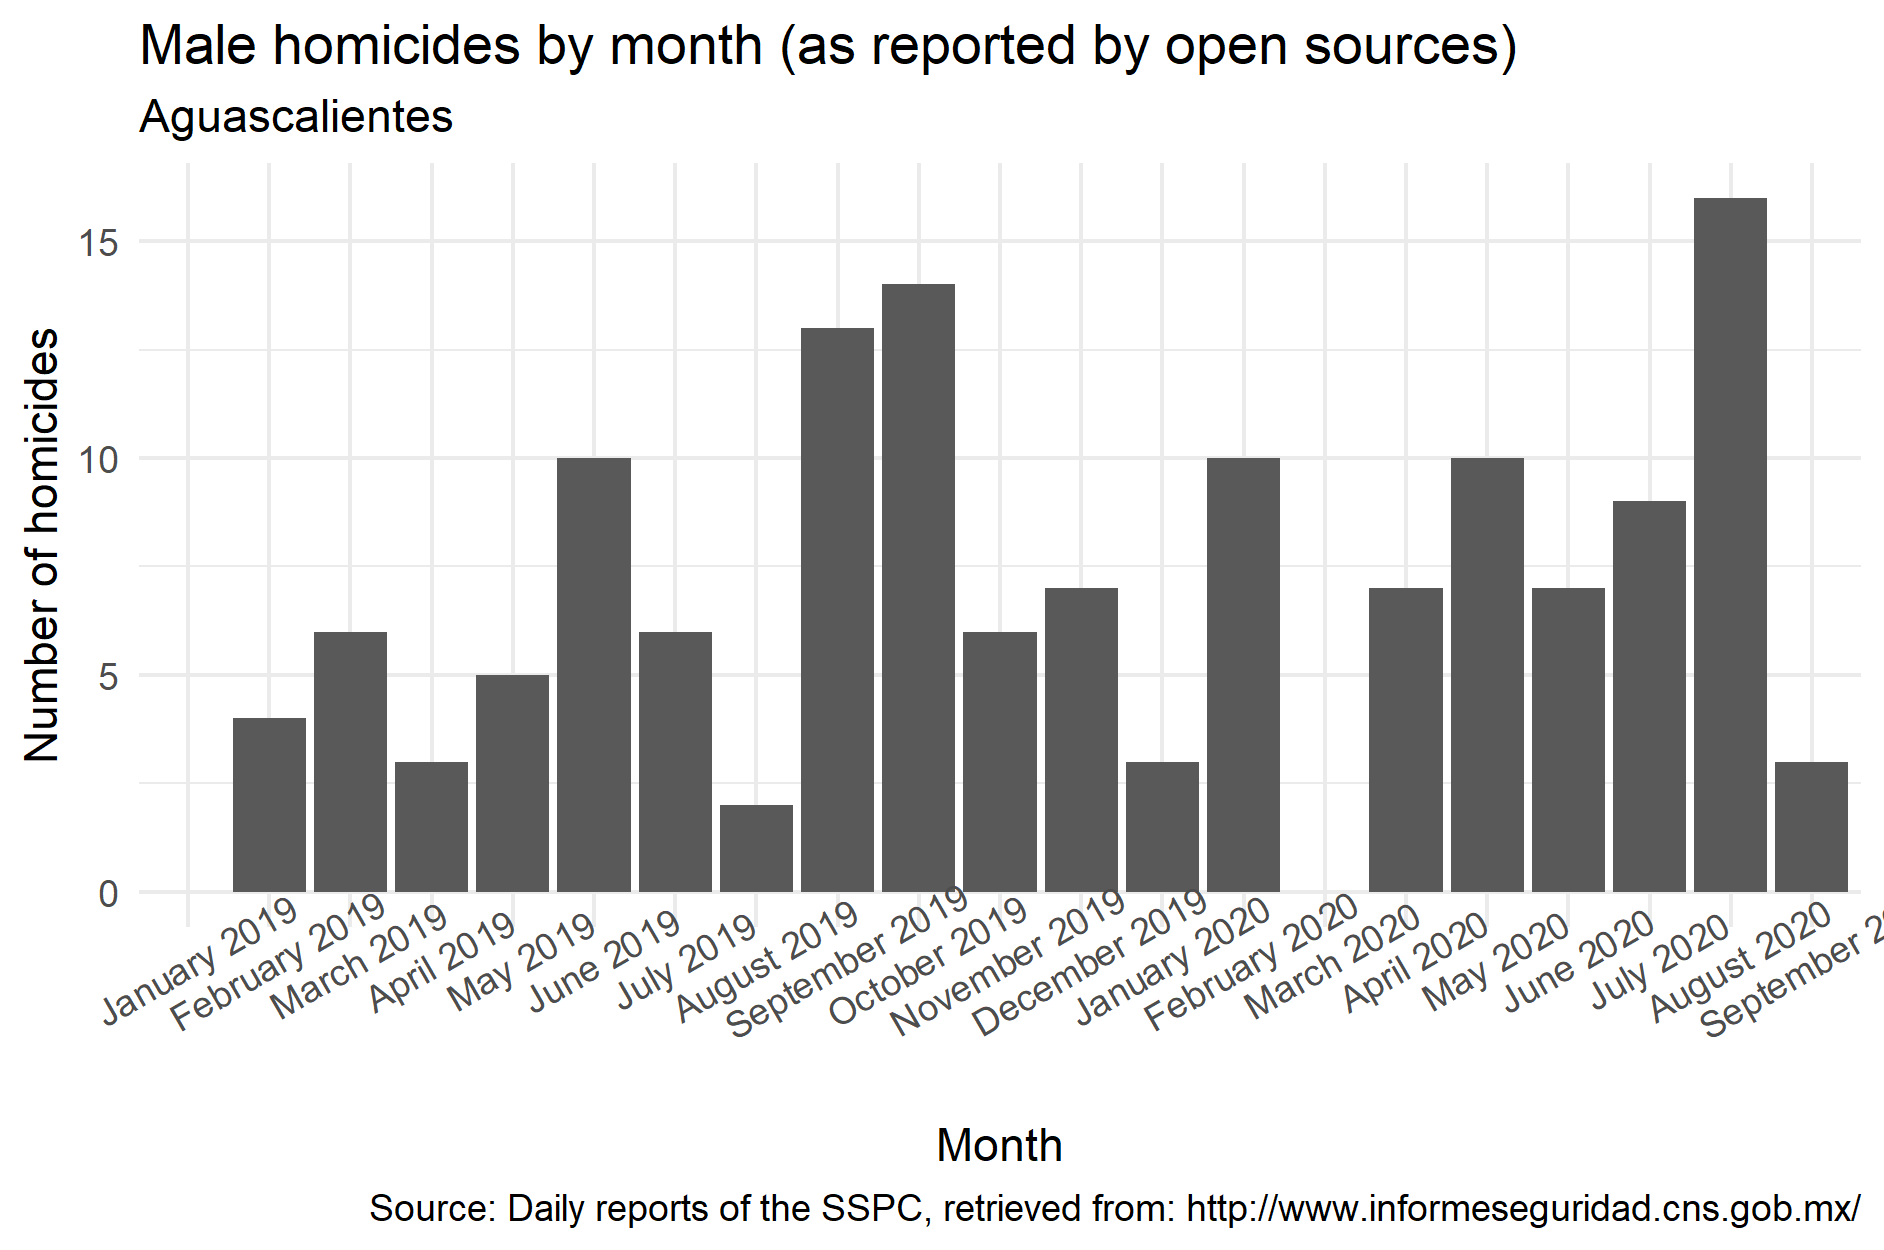 Male homicides by month (as reported by open sources)
Aguascalientes
Number of homicides
15
10
5
0
January 2019
February 2019
March 2019
April 2019
May 2019
June 2019
July 2019
August 2019
September 2019
October 2019
November 2019
December 2019
January 2020
February 2020
March 2020
April 2020
May 2020
June 2020
July 2020
August 2020
September 2
Month
Source: Daily reports of the SSPC, retrieved from: http://www.informeseguridad.cns.gob.mx/